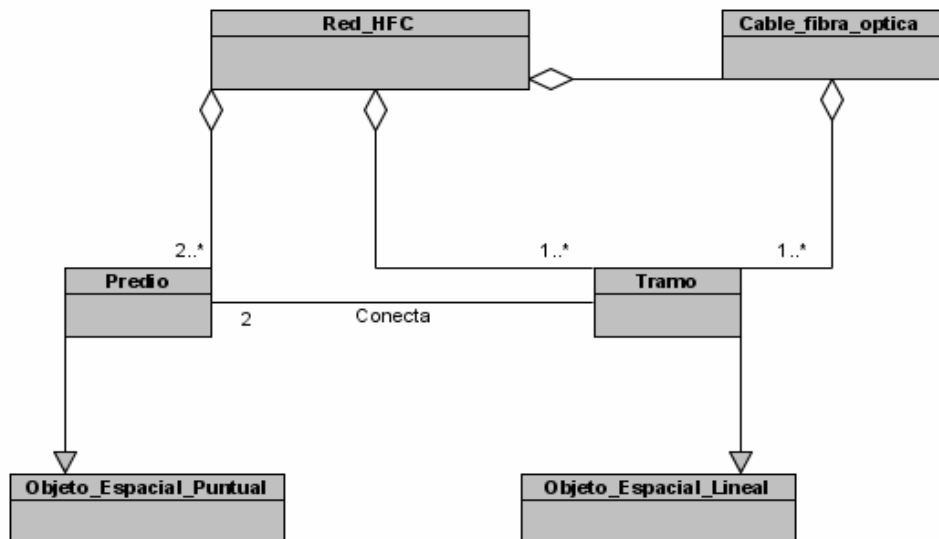 Red_HFC
Cable_fibra_optica
2..*
1..*
1..*
Predio
Tramo
2
Conecta
Objeto_Espacial_Puntual
Objeto_Espacial_Lineal